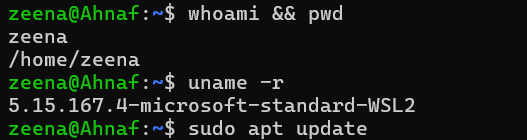 zeena@Ahnaf:~$ whoami && pwd
zeena
/home/zeena
zeena@Ahnaf:~$ uname -r
5.15.167.4-microsoft-standard-WSL2
zeena@Ahnaf:~$ sudo apt update